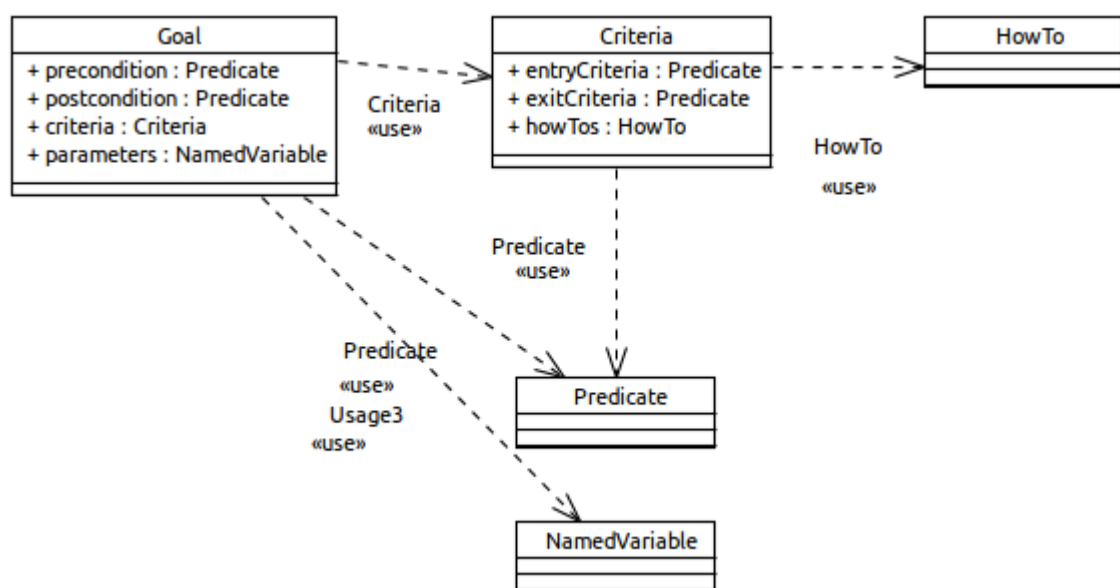 Goal
+ precondition : Predicate
+ postcondition : Predicate
+ criteria : Criteria
+ parameters : NamedVariable
Criteria
«use»
Criteria
+ entryCriteria : Predicate
+ exitCriteria : Predicate
+ howTos : HowTo
HowTo
HowTo
«use»
Predicate
«use»
Predicate
«use»
Usage3
«use»
Predicate
NamedVariable